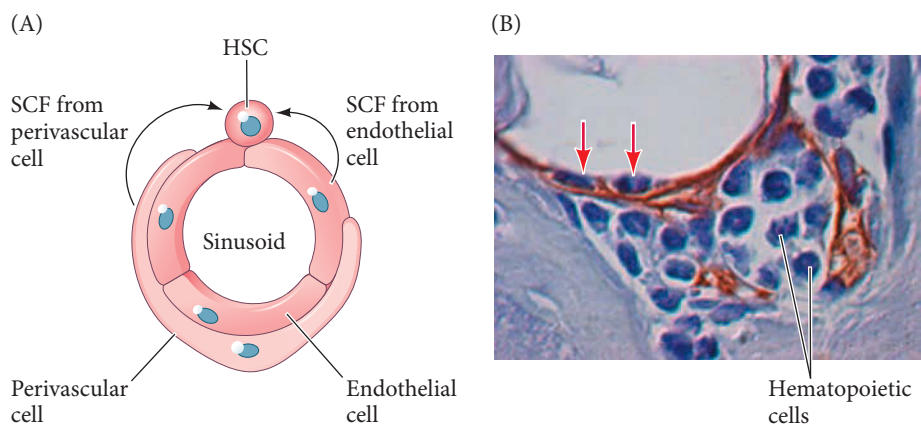 (A)
HSC
SCF from
perivascular
cell
SCF from
endothelial
cell
Sinusoid
Perivascular
cell
Endothelial
cell
(B)
Hematopoietic
cells